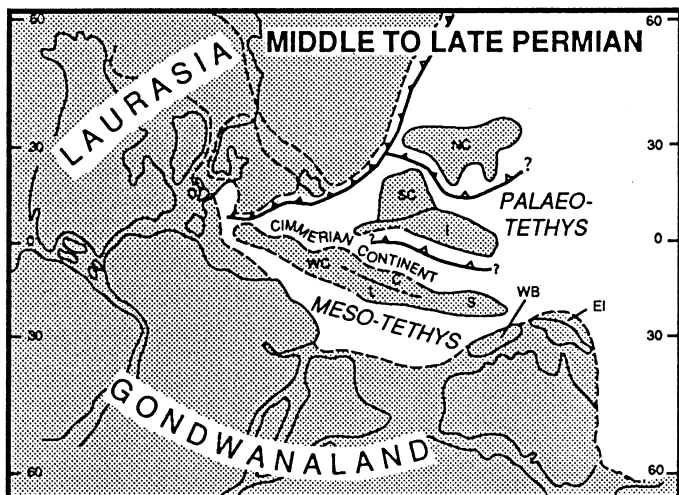 60 60
MIDDLE TO LATE PERMIAN
LAURASIA
30 30
NC
?
SC
PALAEO-
TETHYS
I
0 0
CIMMERIAN CONTINENT
?
WC
C
L
S
WB
EI
MESO-TETHYS
30 30
GONDWANALAND
60 60